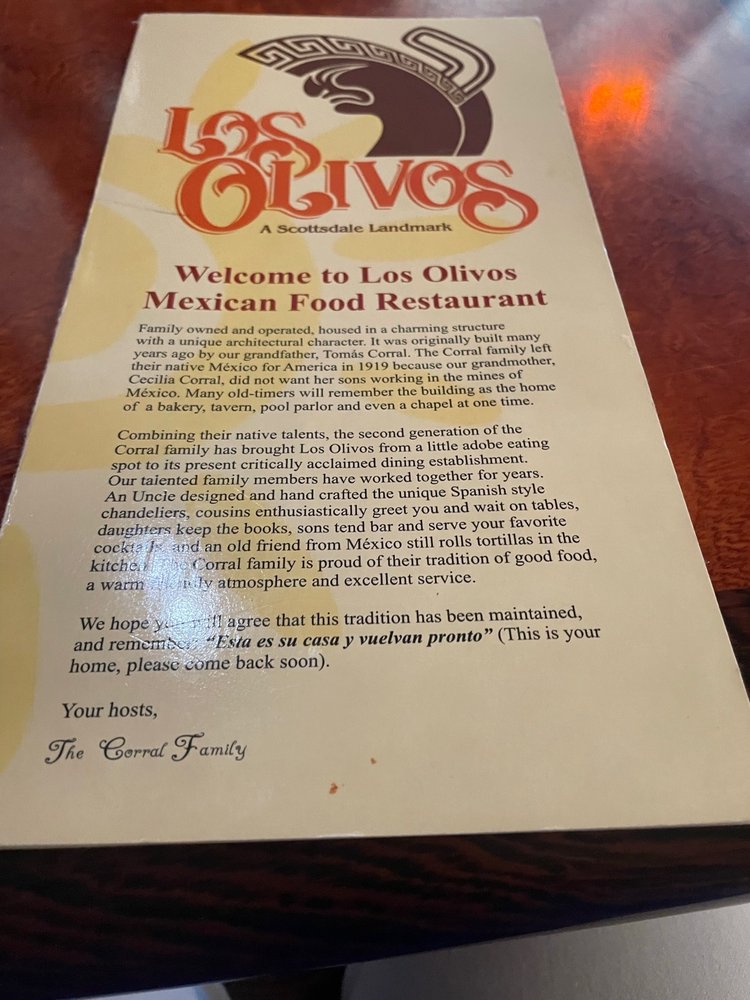 LOS
OLIVOS
A Scottsdale Landmark
Welcome to Los Olivos
Mexican Food Restaurant
Family owned and operated, housed in a charming structure
with a unique architectural character. It was originally built many
years ago by our grandfather, Tomás Corral. The Corral family left
their native México for America in 1919 because our grandmother,
Cecilia Corral, did not want her sons working in the mines of
México. Many old-timers will remember the building as the home
of a bakery, tavern, pool parlor and even a chapel at one time.
Combining their native talents, the second generation of the
Corral family has brought Los Olivos from a little adobe eating
spot to its present critically acclaimed dining establishment.
Our talented family members have worked together for years.
An Uncle designed and hand crafted the unique Spanish style
chandeliers, cousins enthusiastically greet you and wait on tables,
daughters keep the books, sons tend bar and serve your favorite
cocktails, and an old friend from México still rolls tortillas in the
kitchen. The Corral family is proud of their tradition of good food,
a warm friendly atmosphere and excellent service.
We hope you will agree that this tradition has been maintained,
and remember: "Esta es su casa y vuelvan pronto" (This is your
home, please come back soon).
Your hosts,
The Corral Family